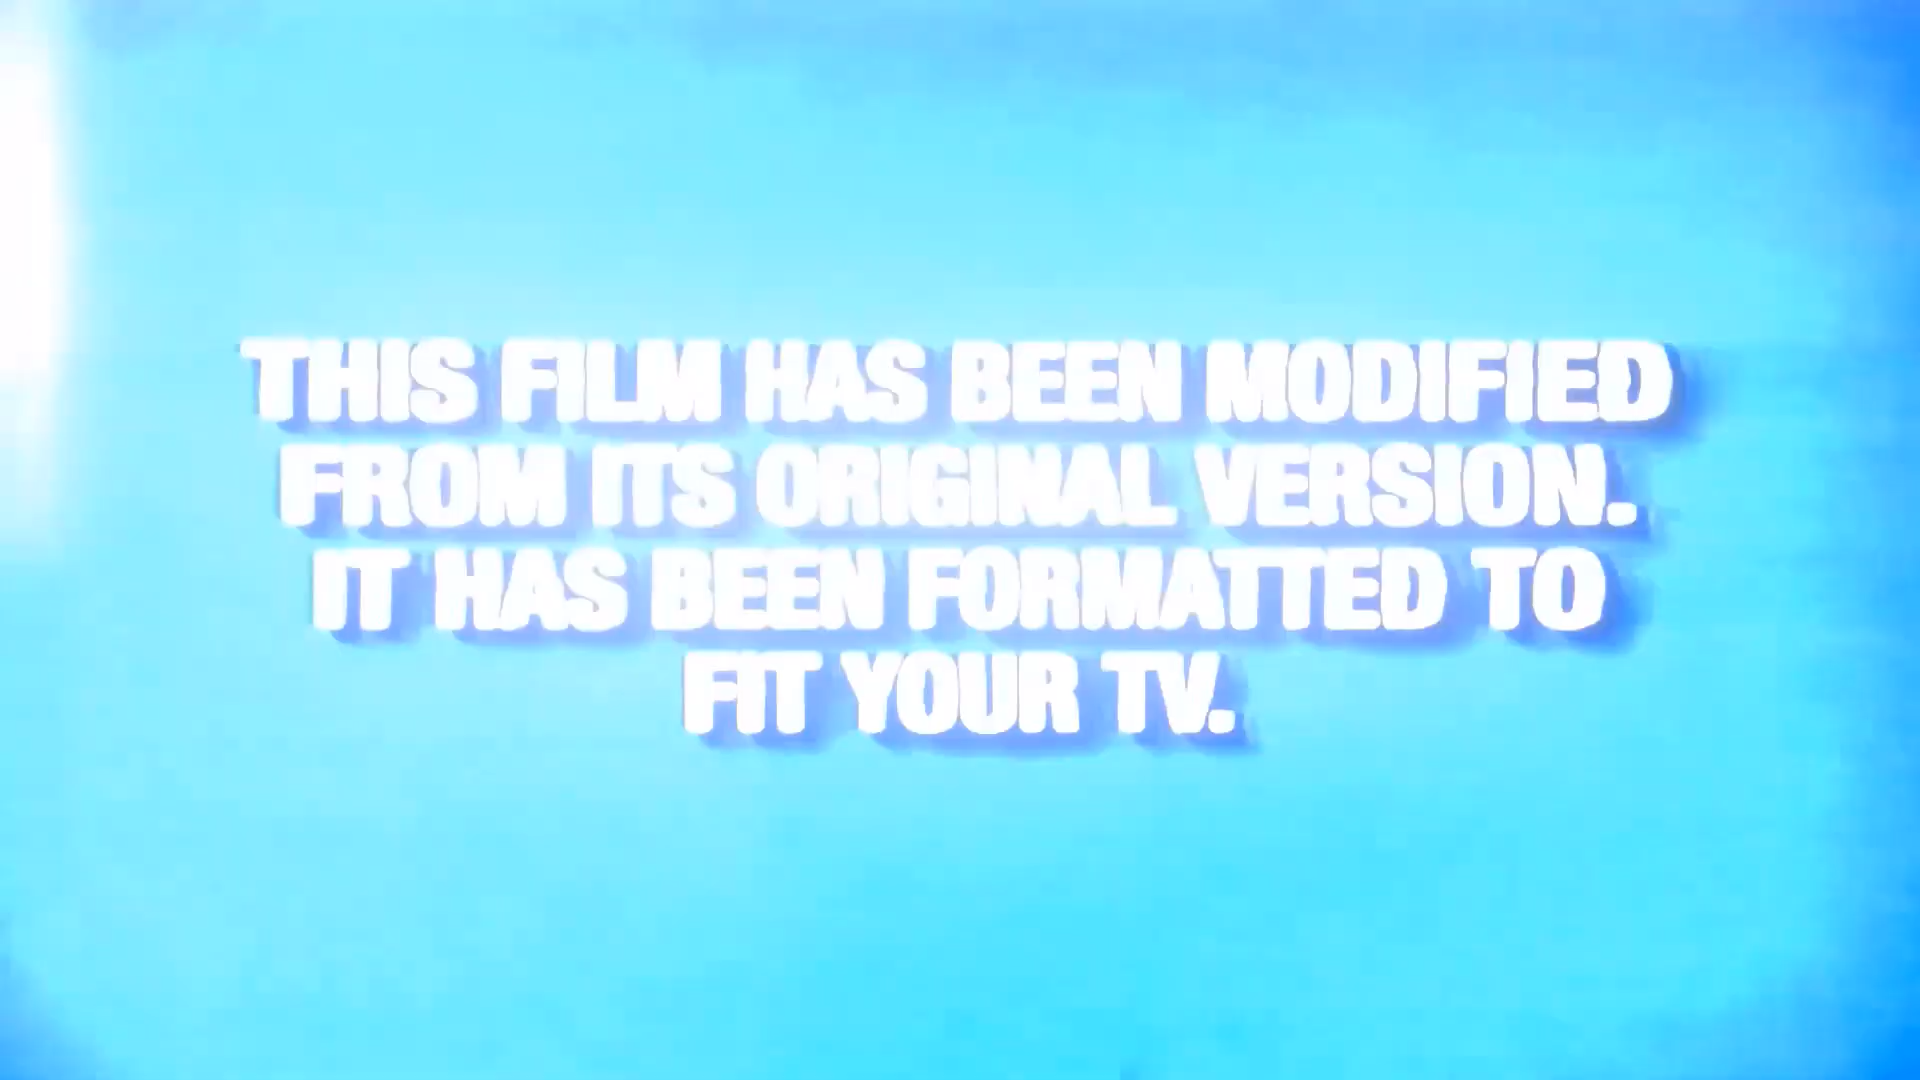 THIS FILM HAS BEEN MODIFIED
FROM ITS ORIGINAL VERSION.
IT HAS BEEN FORMATTED TO
FIT YOUR TV.